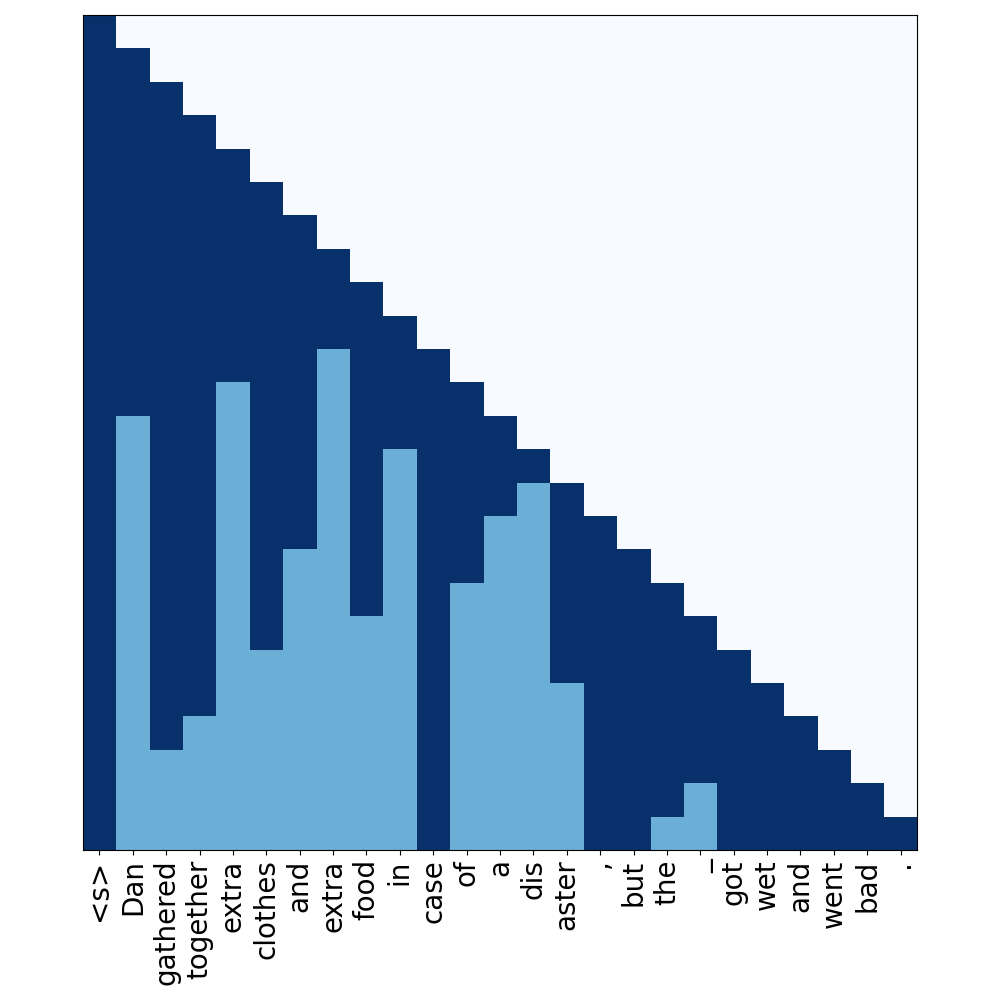 <s> Dan gathered together extra clothes and extra food in case of a dis aster , but the _ got wet and went bad .